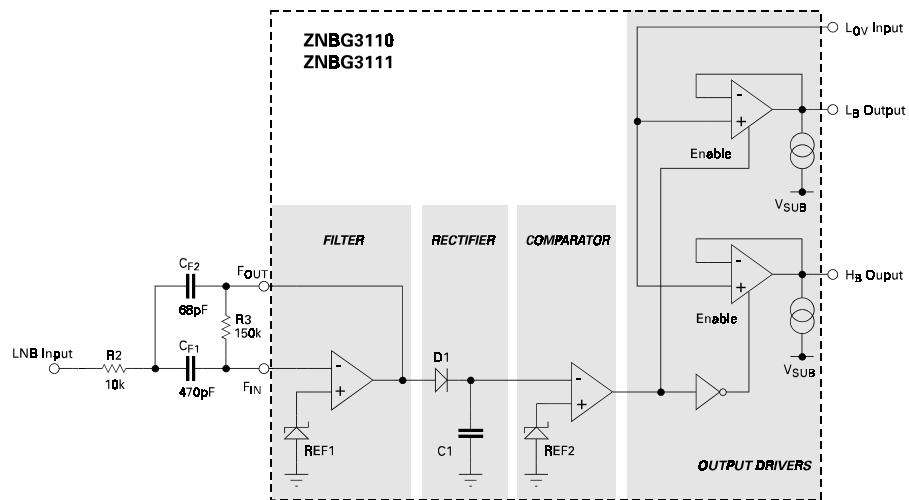 ZNBG3110
ZNBG3111
LOV Input
LB Output
Enable
VSUB
FILTER
RECTIFIER
COMPARATOR
CF2
68pF
FOUT
R3
150k
HB Ouput
Enable
LNB Input
R2
10k
CF1
470pF
FIN
D1
VSUB
REF1
C1
REF2
OUTPUT DRIVERS